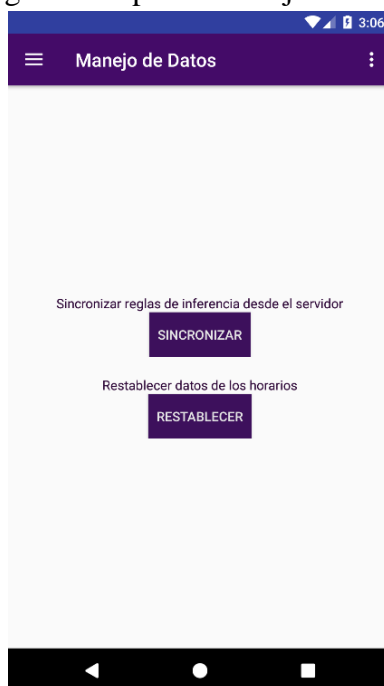 3:06
Manejo de Datos
Sincronizar reglas de inferencia desde el servidor
SINCRONIZAR
Restablecer datos de los horarios
RESTABLECER